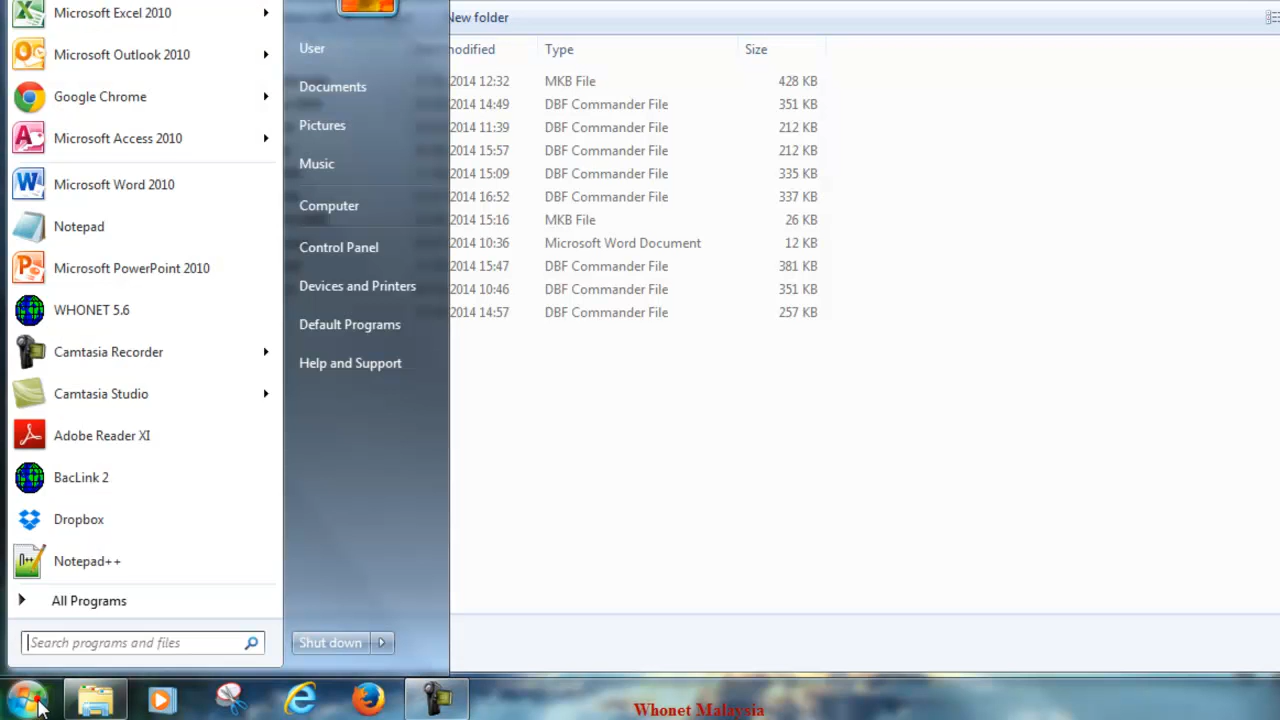 Microsoft Excel 2010
Microsoft Outlook 2010
Google Chrome
Microsoft Access 2010
Microsoft Word 2010
Notepad
Microsoft PowerPoint 2010
WHONET 5.6
Camtasia Recorder
Camtasia Studio
Adobe Reader XI
BacLink 2
Dropbox
Notepad++
All Programs
Search programs and files
User
Documents
Pictures
Music
Computer
Control Panel
Devices and Printers
Default Programs
Help and Support
Shut down
New folder
modified Type Size
2014 12:32 MKB File 428 KB
2014 14:49 DBF Commander File 351 KB
2014 11:39 DBF Commander File 212 KB
2014 15:57 DBF Commander File 212 KB
2014 15:09 DBF Commander File 335 KB
2014 16:52 DBF Commander File 337 KB
2014 15:16 MKB File 26 KB
2014 10:36 Microsoft Word Document 12 KB
2014 15:47 DBF Commander File 381 KB
2014 10:46 DBF Commander File 351 KB
2014 14:57 DBF Commander File 257 KB
Whonet Malaysia